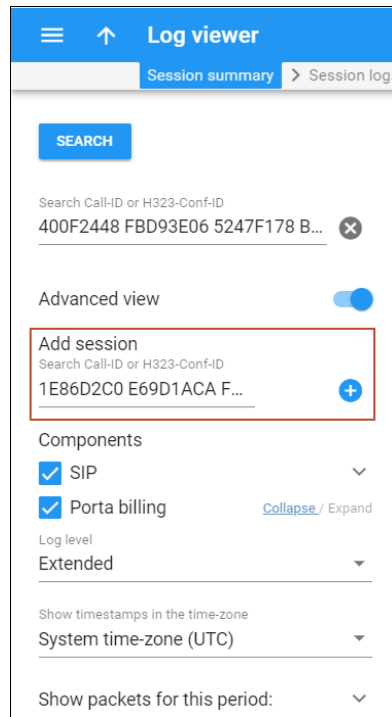 Log viewer
Session summary > Session log
SEARCH
Search Call-ID or H323-Conf-ID
400F2448 FBD93E06 5247F178 B...
Advanced view
Add session
Search Call-ID or H323-Conf-ID
1E86D2C0 E69D1ACA F...
Components
SIP
Porta billing Collapse / Expand
Log level
Extended
Show timestamps in the time-zone
System time-zone (UTC)
Show packets for this period: